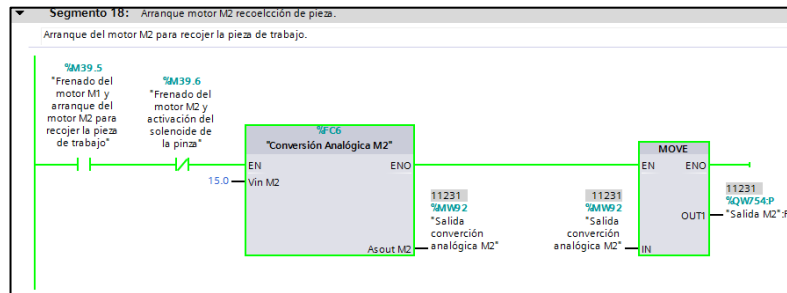 Segmento 18: Arranque motor M2 recoelcción de pieza.
Arranque del motor M2 para recojer la pieza de trabajo.
%M39.5
"Frenado del
motor M1 y
arranque del
motor M2 para
recojer la pieza
de trabajo"
%M39.6
"Frenado del
motor M2 y
activación del
solenoide de
la pinza"
%FC6
"Conversión Analógica M2"
EN
ENO
15.0
Vin M2
Asout M2
11231
%MW92
"Salida
converción
analógica M2"
11231
%MW92
"Salida
converción
analógica M2"
MOVE
EN
ENO
IN
OUT1
11231
%QW754:P
"Salida M2":P